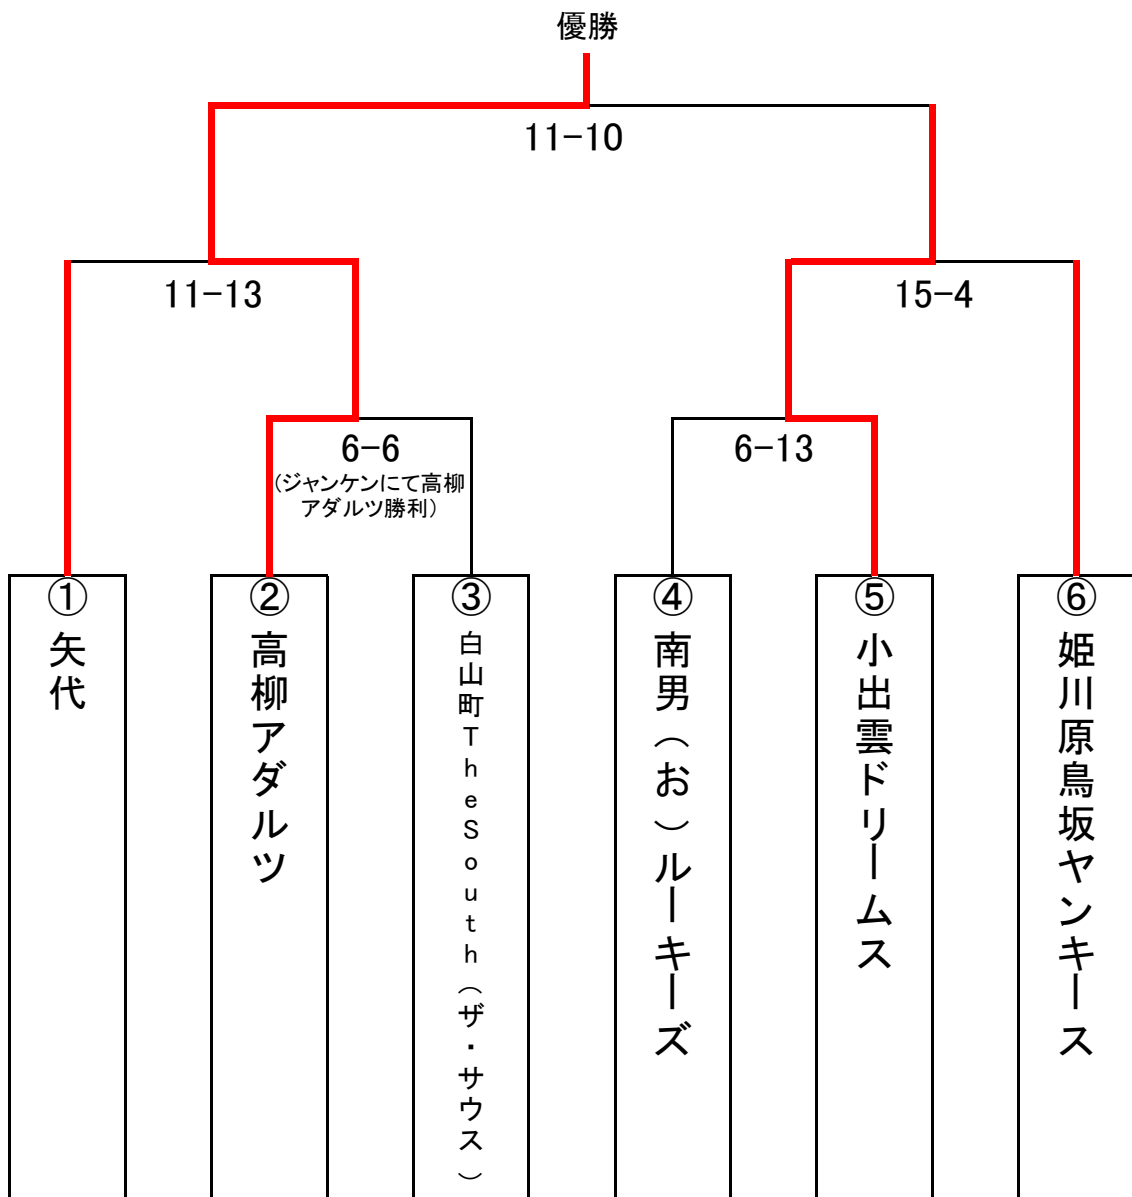 優勝
11-10
11-13
15-4
6-6
(ジャンケンにて高柳
アダルツ勝利)
6-13
①
矢代
②
高柳アダルツ
③
白山町TheSouth(ザ・サウス)
④
南男(お)ルーキーズ
⑤
小出雲ドリームス
⑥
姫川原鳥坂ヤンキース